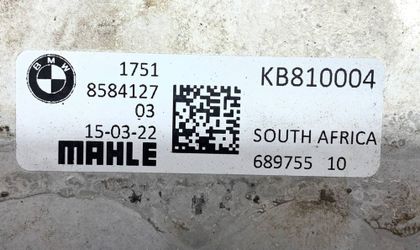 BMW
1751
8584127
03
15-03-22
MAHLE
KB810004
SOUTH AFRICA
689755 10